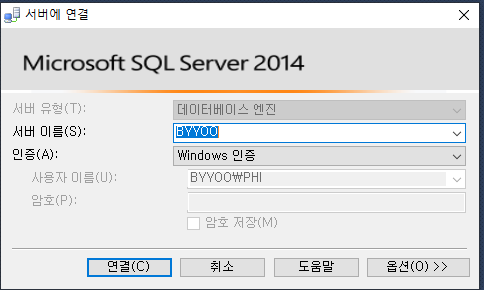 서버에 연결
Microsoft SQL Server 2014
서버 유형(T): 데이터베이스 엔진
서버 이름(S): BYYOO
인증(A): Windows 인증
사용자 이름(U): BYYOO₩PHI
암호(P):
암호 저장(M)
연결(C) 취소 도움말 옵션(O) >>